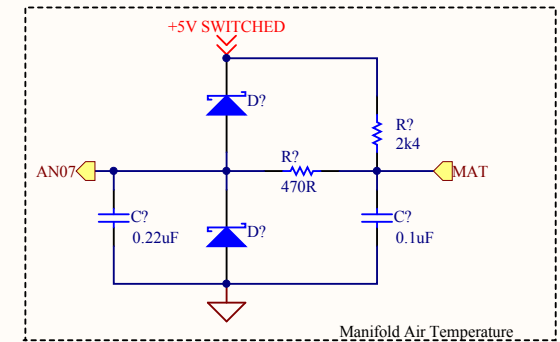 +5V SWITCHED
D?
R?
2k4
AN07
R?
470R
MAT
C?
0.22uF
D?
C?
0.1uF
Manifold Air Temperature